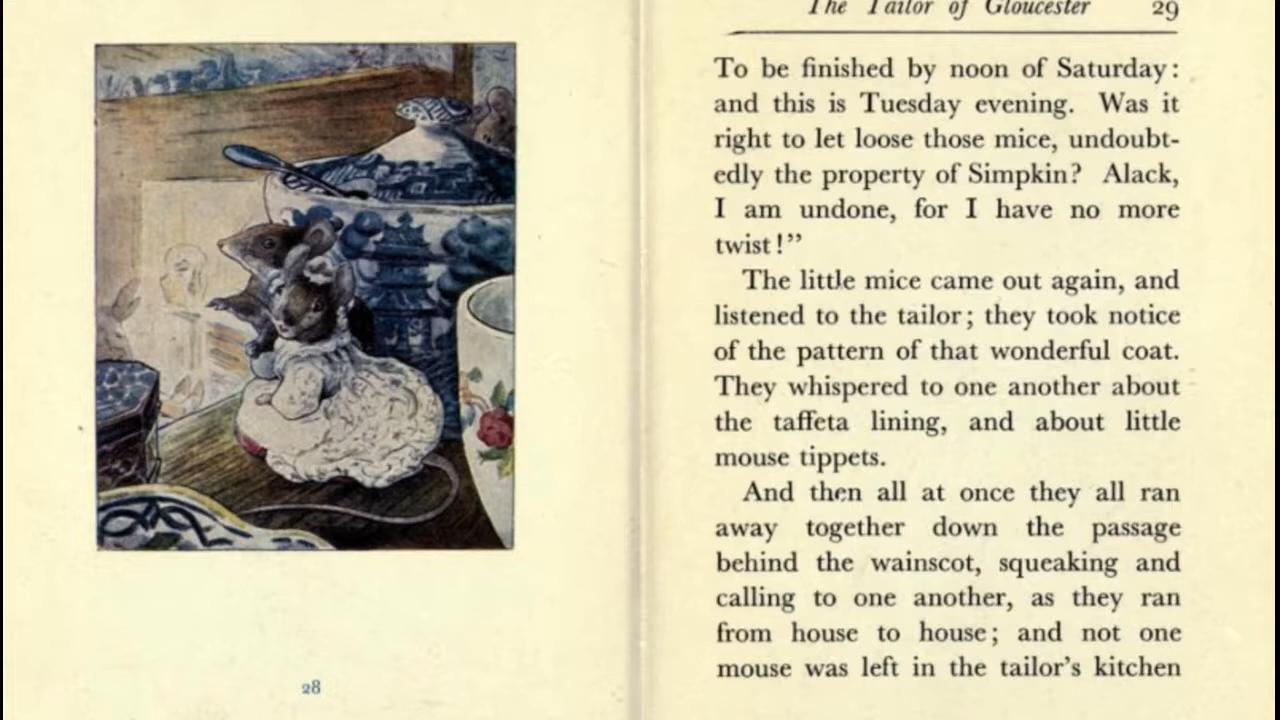 28
The Tailor of Gloucester 29
To be finished by noon of Saturday:
and this is Tuesday evening. Was it
right to let loose those mice, undoubt-
edly the property of Simpkin? Alack,
I am undone, for I have no more
twist!”
The little mice came out again, and
listened to the tailor; they took notice
of the pattern of that wonderful coat.
They whispered to one another about
the taffeta lining, and about little
mouse tippets.
And then all at once they all ran
away together down the passage
behind the wainscot, squeaking and
calling to one another, as they ran
from house to house; and not one
mouse was left in the tailor’s kitchen